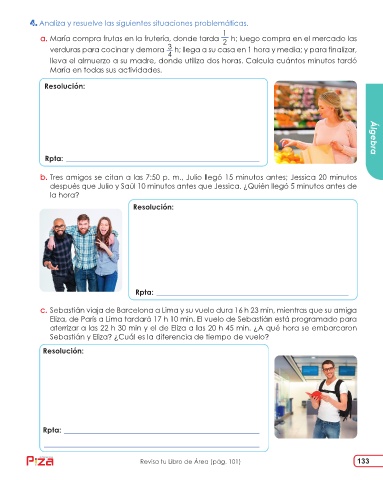 4. Analiza y resuelve las siguientes situaciones problemáticas.
a. María compra frutas en la frutería, donde tarda 1/2 h; luego compra en el mercado las
verduras para cocinar y demora 3/4 h; llega a su casa en 1 hora y media; y para finalizar,
lleva el almuerzo a su madre, donde utiliza dos horas. Calcula cuántos minutos tardó
María en todas sus actividades.
Resolución:
Rpta:
Álgebra
b. Tres amigos se citan a las 7:50 p. m., Julio llegó 15 minutos antes; Jessica 20 minutos
después que Julio y Saúl 10 minutos antes que Jessica. ¿Quién llegó 5 minutos antes de
la hora?
Resolución:
Rpta:
c. Sebastián viaja de Barcelona a Lima y su vuelo dura 16 h 23 min, mientras que su amiga
Eliza, de París a Lima tardará 17 h 10 min. El vuelo de Sebastián está programado para
aterrizar a las 22 h 30 min y el de Eliza a las 20 h 45 min. ¿A qué hora se embarcaron
Sebastián y Eliza? ¿Cuál es la diferencia de tiempo de vuelo?
Resolución:
Rpta:
Revisa tu Libro de Área (pág. 101)
133